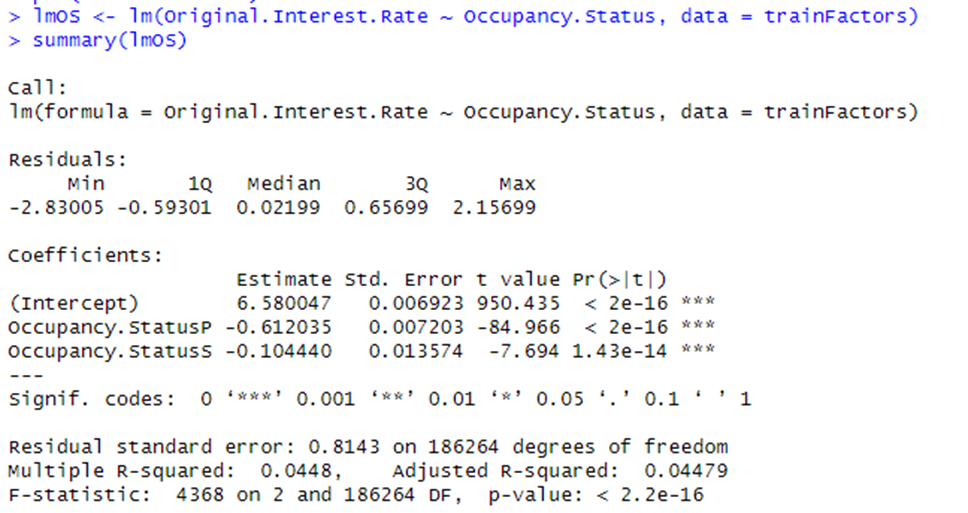 > lmOS <- lm(Original.Interest.Rate ~ Occupancy.Status, data = trainFactors)
> summary(lmOS)
Call:
lm(formula = Original.Interest.Rate ~ Occupancy.Status, data = trainFactors)
Residuals:
     Min       1Q   Median       3Q      Max
-2.83005 -0.59301  0.02199  0.65699  2.15699
Coefficients:
                   Estimate Std. Error t value Pr(>|t|)
(Intercept)        6.580047   0.006923 950.435  < 2e-16 ***
Occupancy.StatusP -0.612035   0.007203 -84.966  < 2e-16 ***
Occupancy.StatusS -0.104440   0.013574  -7.694 1.43e-14 ***
---
Signif. codes:  0 ‘***’ 0.001 ‘**’ 0.01 ‘*’ 0.05 ‘.’ 0.1 ‘ ’ 1
Residual standard error: 0.8143 on 186264 degrees of freedom
Multiple R-squared:  0.0448,    Adjusted R-squared:  0.04479
F-statistic:  4368 on 2 and 186264 DF,  p-value: < 2.2e-16